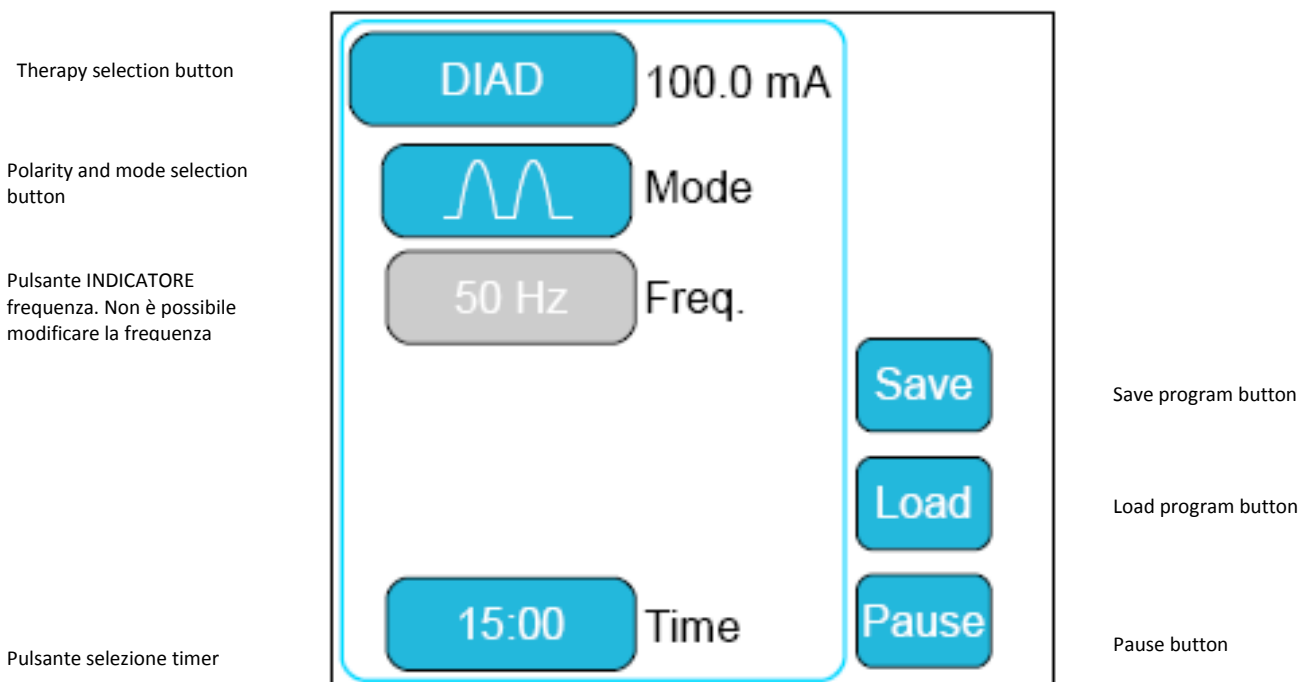 Therapy selection button
DIAD 100.0 mA
Polarity and mode selection
button
Mode
Pulsante INDICATORE
frequenza. Non è possibile
modificare la frequenza
50 Hz Freq.
Save
Save program button
Load
Load program button
15:00 Time
Pause
Pause button
Pulsante selezione timer